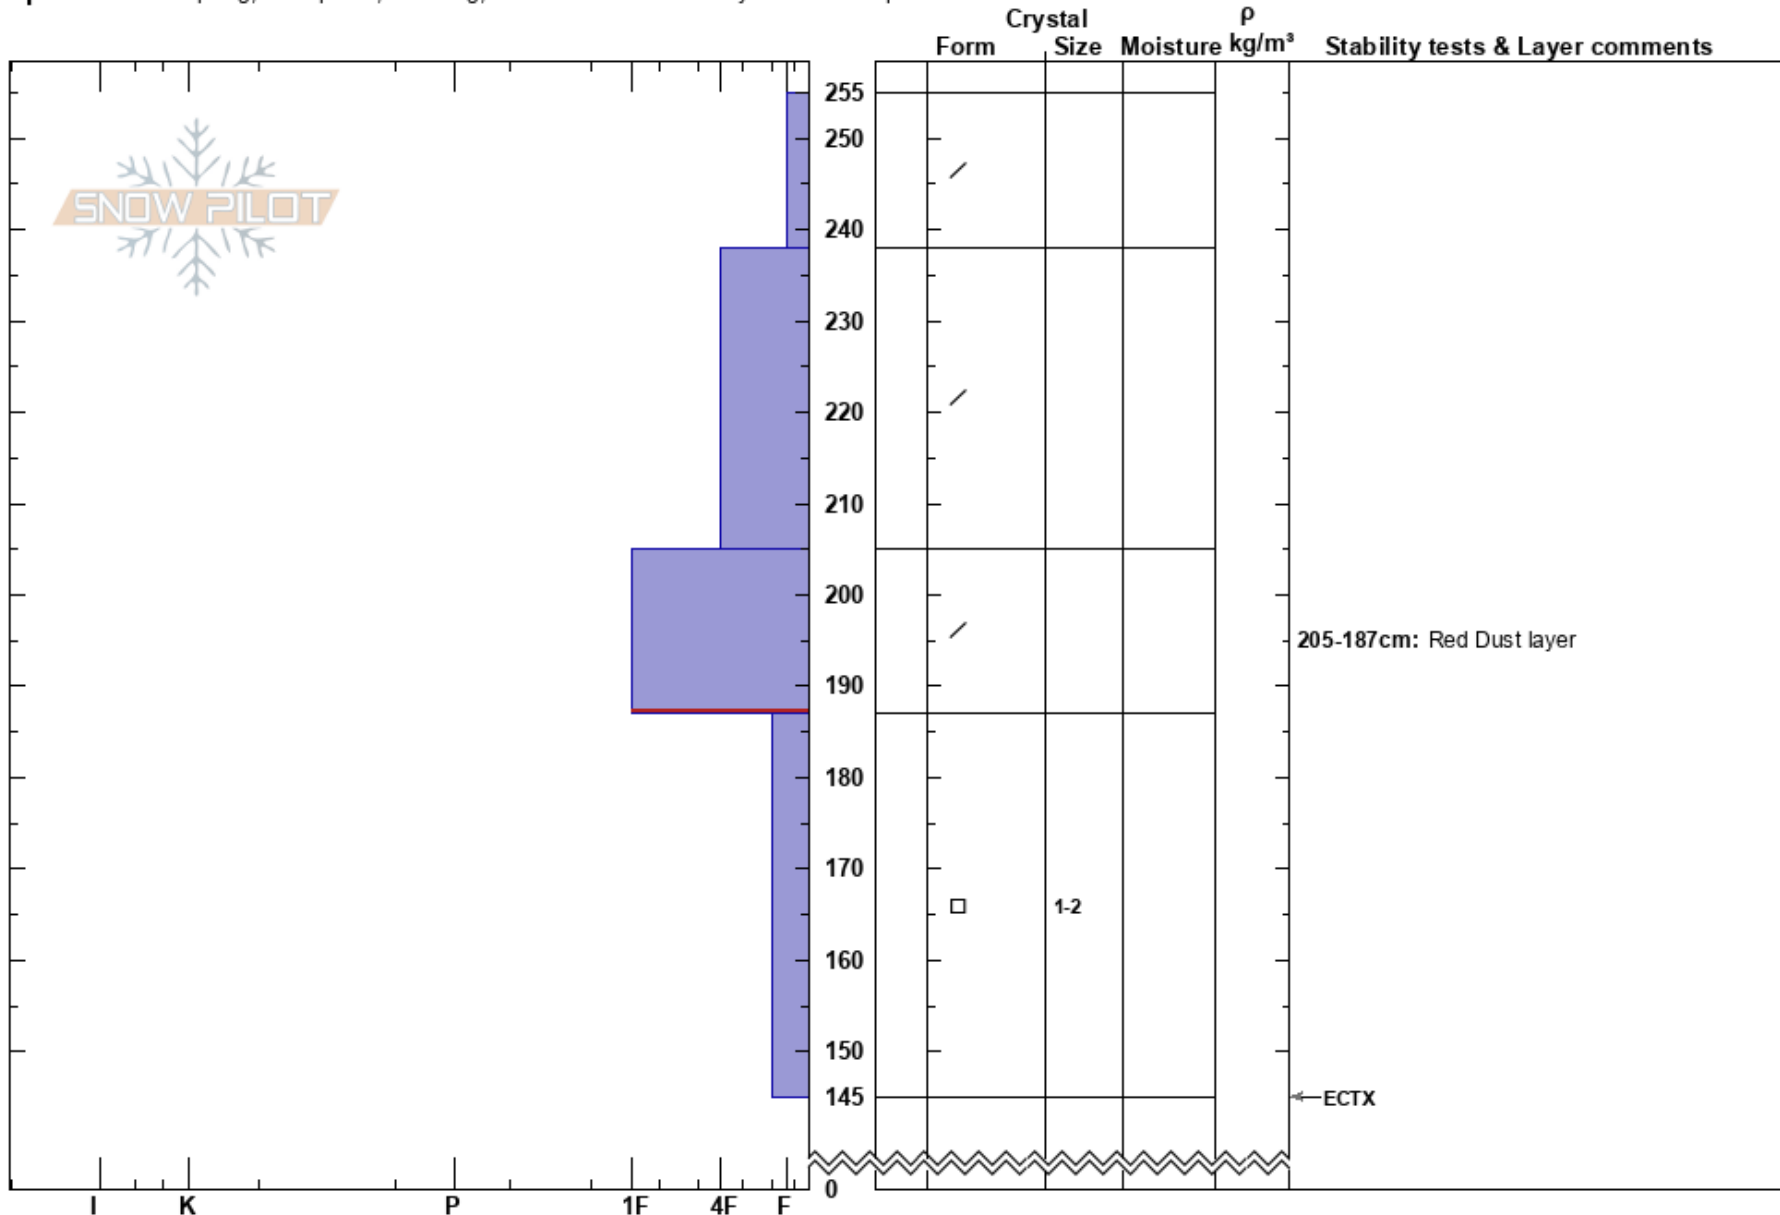 Crystal
ρ
Form Size Moisture kg/m³ Stability tests & Layer comments
255
250
SNOW PILOT
240
230
220
210
200
205-187cm: Red Dust layer
190
180
170
1-2
160
150
145 ECTX
0
I K P 1F 4F F